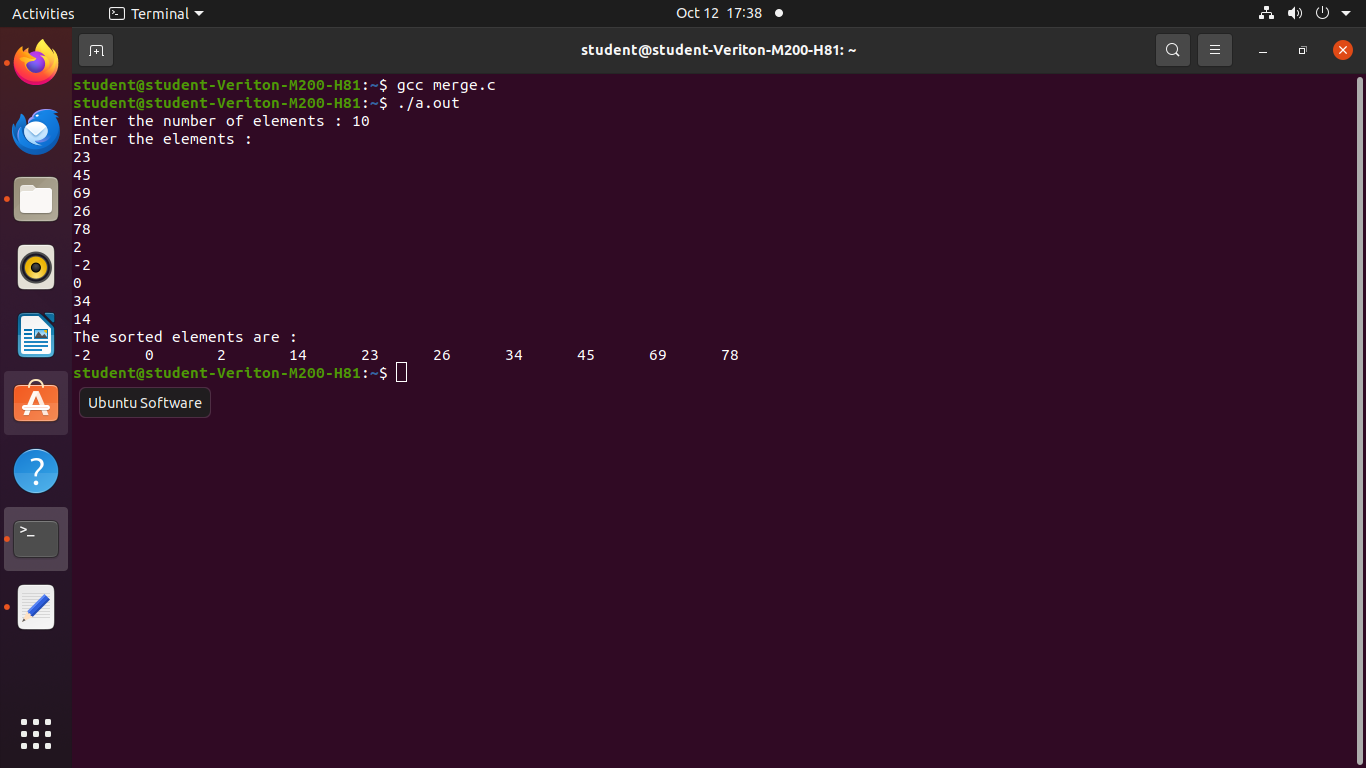 Activities Terminal Oct 12 17:38
student@student-Veriton-M200-H81: ~
student@student-Veriton-M200-H81:~$ gcc merge.c
student@student-Veriton-M200-H81:~$ ./a.out
Enter the number of elements : 10
Enter the elements :
23
45
69
26
78
2
-2
0
34
14
The sorted elements are :
-2 0 2 14 23 26 34 45 69 78
student@student-Veriton-M200-H81:~$
Ubuntu Software